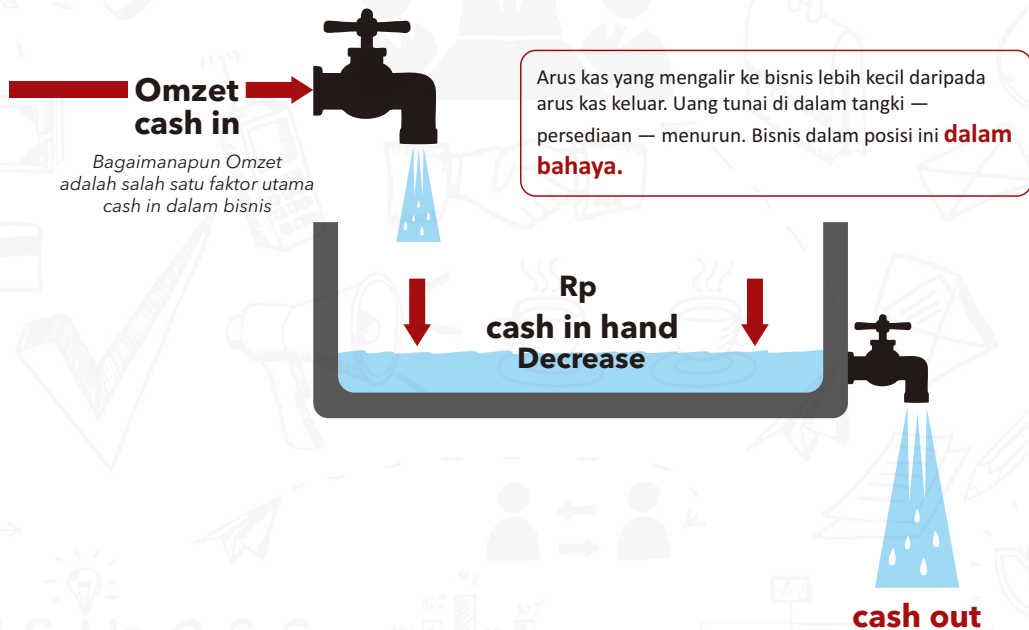 Omzet
cash in
Bagaimanapun Omzet
adalah salah satu faktor utama
cash in dalam bisnis
Arus kas yang mengalir ke bisnis lebih kecil daripada
arus kas keluar. Uang tunai di dalam tangki —
persediaan — menurun. Bisnis dalam posisi ini dalam
bahaya.
Rp
cash in hand
Decrease
cash out